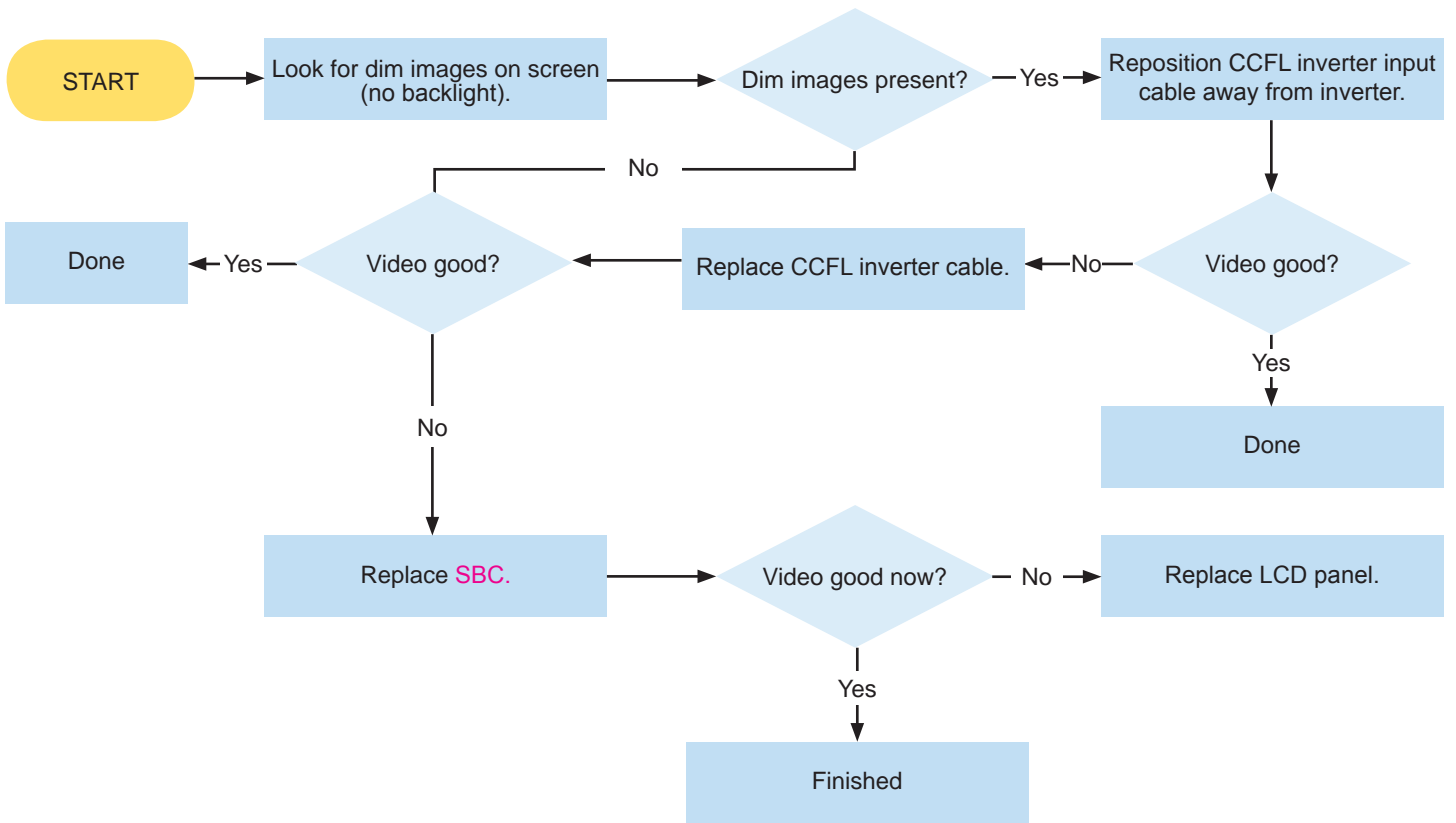 START
Look for dim images on screen
(no backlight).
Dim images present?
Yes
Reposition CCFL inverter input
cable away from inverter.
No
Done
Yes
Video good?
Replace CCFL inverter cable.
No
Video good?
Yes
Done
No
Replace SBC.
Video good now?
No
Replace LCD panel.
Yes
Finished